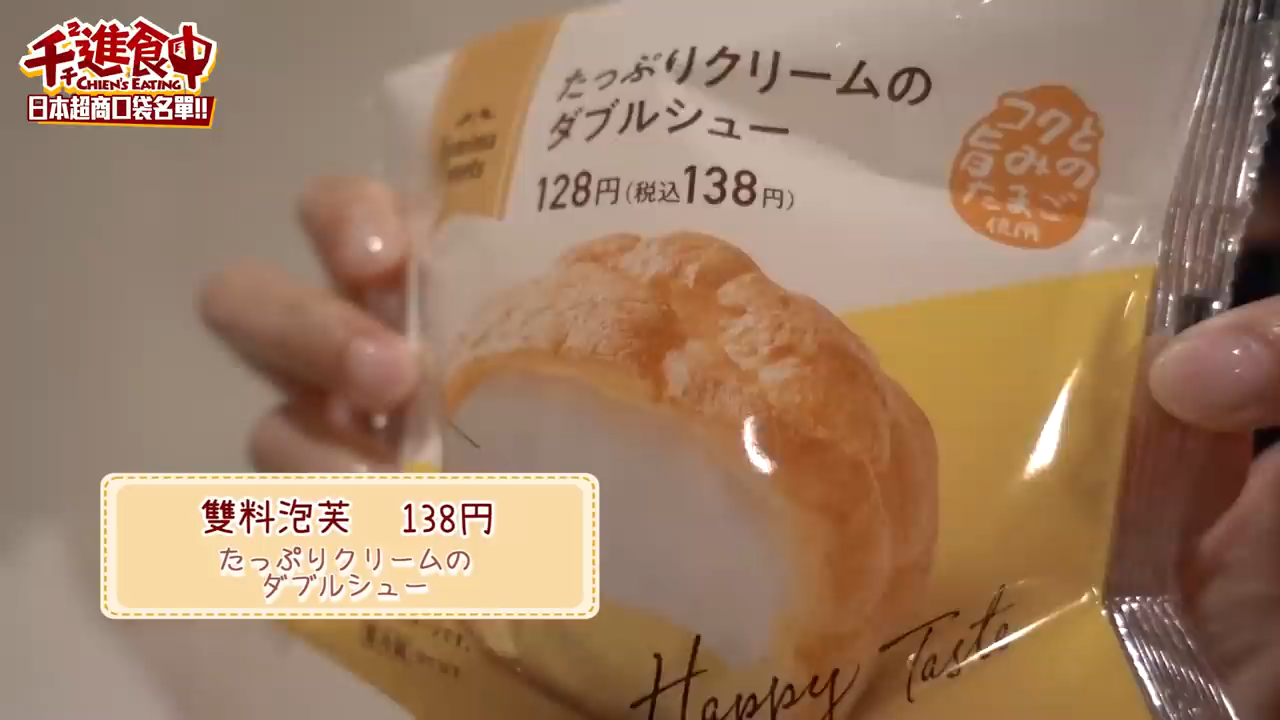 千千進食中
CHIEN'S EATING
日本超商口袋名單!!
たっぷりクリームの
ダブルシュー
128円(税込138円)
コクと
旨みの
たまご
使用
雙料泡芙 138円
たっぷりクリームの
ダブルシュー
Happy Taste